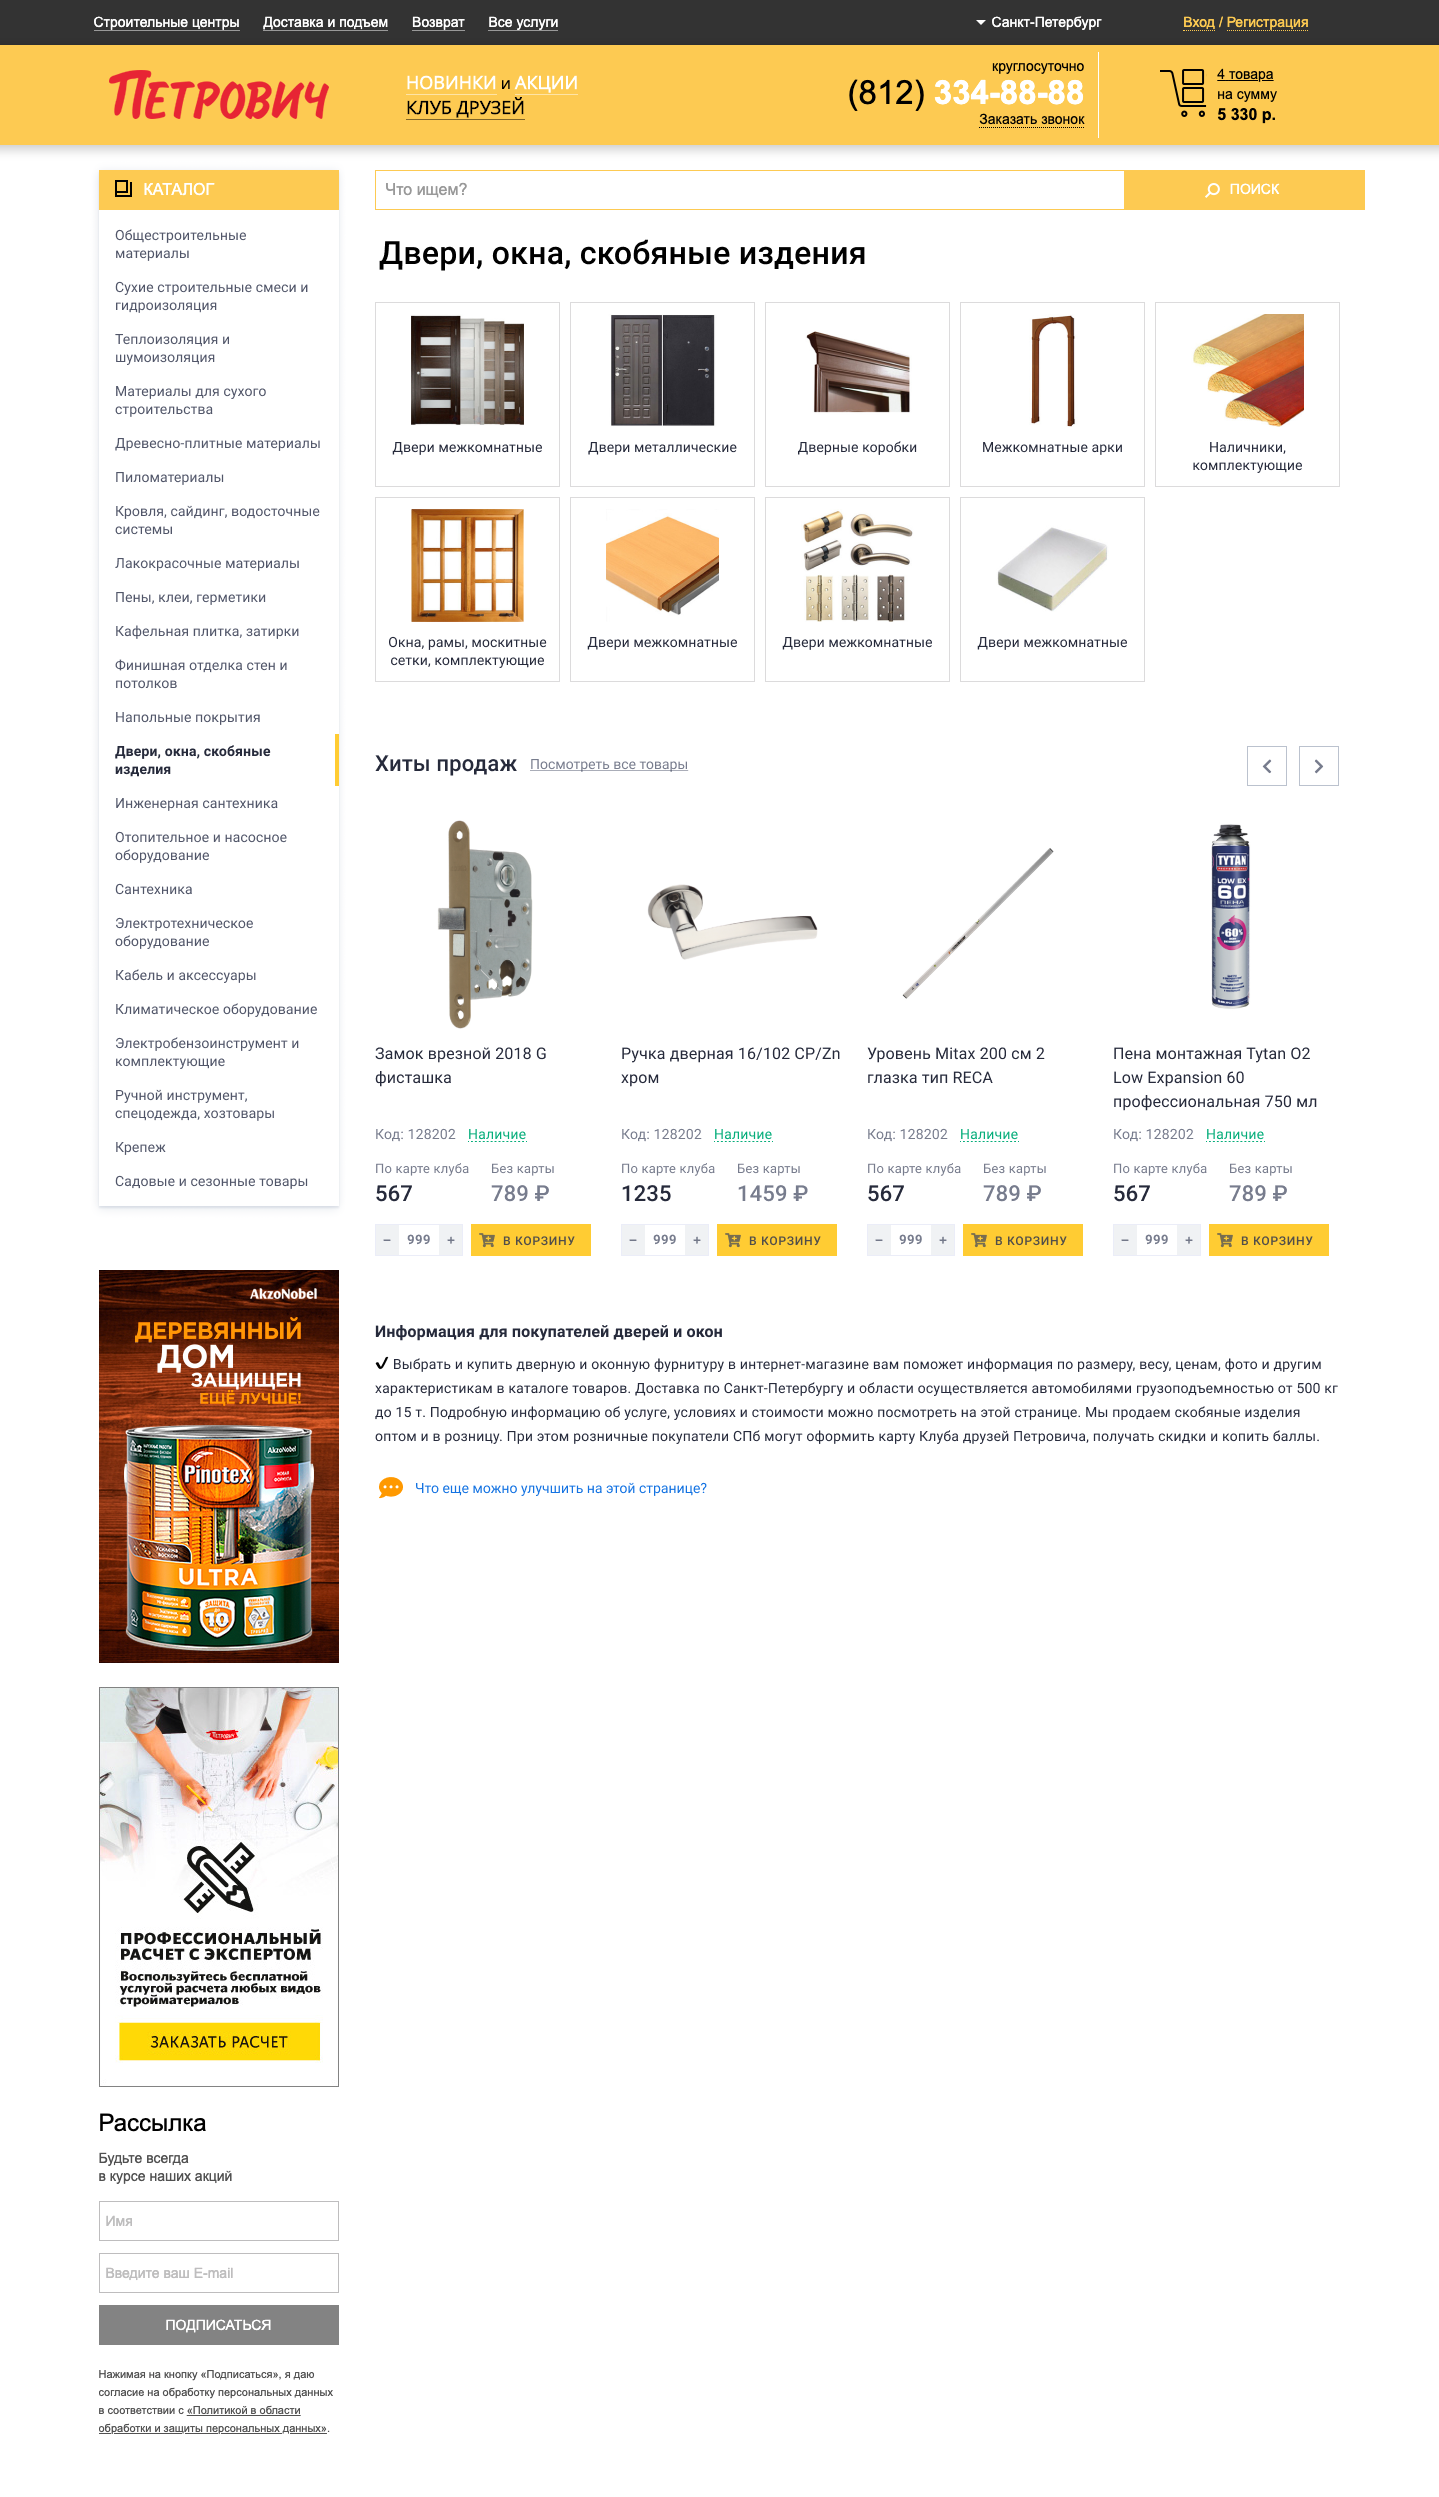 Строительные центры Доставка и подъем Возврат Все услуги Санкт-Петербург Вход / Регистрация
ПЕТРОВИЧ
НОВИНКИ и АКЦИИ
КЛУБ ДРУЗЕЙ
круглосуточно
(812) 334-88-88
Заказать звонок
4 товара
на сумму
5 330 р.
КАТАЛОГ
Общестроительные
материалы
Сухие строительные смеси и
гидроизоляция
Теплоизоляция и
шумоизоляция
Материалы для сухого
строительства
Древесно-плитные материалы
Пиломатериалы
Кровля, сайдинг, водосточные
системы
Лакокрасочные материалы
Пены, клеи, герметики
Кафельная плитка, затирки
Финишная отделка стен и
потолков
Напольные покрытия
Двери, окна, скобяные
изделия
Инженерная сантехника
Отопительное и насосное
оборудование
Сантехника
Электротехническое
оборудование
Кабель и аксессуары
Климатическое оборудование
Электробензоинструмент и
комплектующие
Ручной инструмент,
спецодежда, хозтовары
Крепеж
Садовые и сезонные товары
Что ищем?
ПОИСК
Двери, окна, скобяные издения
Двери межкомнатные
Двери металлические
Дверные коробки
Межкомнатные арки
Наличники,
комплектующие
Окна, рамы, москитные
сетки, комплектующие
Двери межкомнатные
Двери межкомнатные
Двери межкомнатные
Хиты продаж Посмотреть все товары
TYTAN
LOW EX
60
ПЕНА
-60%
Замок врезной 2018 G
фисташка
Код: 128202 Наличие
По карте клуба Без карты
567 789 ₽
− 999 + В КОРЗИНУ
Ручка дверная 16/102 CP/Zn
хром
Код: 128202 Наличие
По карте клуба Без карты
1235 1459 ₽
− 999 + В КОРЗИНУ
Уровень Mitax 200 см 2
глазка тип RECA
Код: 128202 Наличие
По карте клуба Без карты
567 789 ₽
− 999 + В КОРЗИНУ
Пена монтажная Tytan O2
Low Expansion 60
профессиональная 750 мл
Код: 128202 Наличие
По карте клуба Без карты
567 789 ₽
− 999 + В КОРЗИНУ
Информация для покупателей дверей и окон
✔ Выбрать и купить дверную и оконную фурнитуру в интернет-магазине вам поможет информация по размеру, весу, ценам, фото и другим
характеристикам в каталоге товаров. Доставка по Санкт-Петербургу и области осуществляется автомобилями грузоподъемностью от 500 кг
до 15 т. Подробную информацию об услуге, условиях и стоимости можно посмотреть на этой странице. Мы продаем скобяные изделия
оптом и в розницу. При этом розничные покупатели СПб могут оформить карту Клуба друзей Петровича, получать скидки и копить баллы.
Что еще можно улучшить на этой странице?
AkzoNobel
ДЕРЕВЯННЫЙ
ДОМ
ЗАЩИЩЕН
ЕЩЁ ЛУЧШЕ!
AkzoNobel
Pinotex
НОВАЯ
ФОРМУЛА
УСИЛЕНА
ВОСКОМ
ULTRA
ЗАЩИТА
ДО 10
ПЕТРОВИЧ
ПРОФЕССИОНАЛЬНЫЙ
РАСЧЕТ С ЭКСПЕРТОМ
Воспользуйтесь бесплатной
услугой расчета любых видов
стройматериалов
ЗАКАЗАТЬ РАСЧЕТ
Рассылка
Будьте всегда
в курсе наших акций
Имя
Введите ваш E-mail
ПОДПИСАТЬСЯ
Нажимая на кнопку «Подписаться», я даю
согласие на обработку персональных данных
в соответствии с «Политикой в области
обработки и защиты персональных данных».